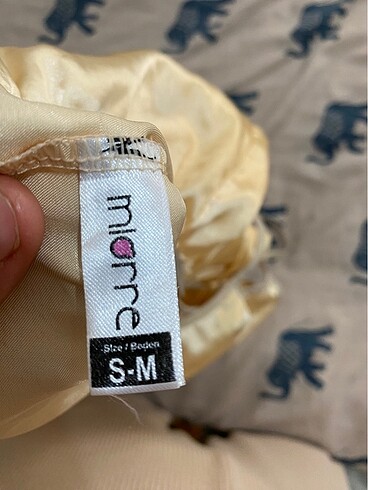 miorre
Size / Beden
S-M